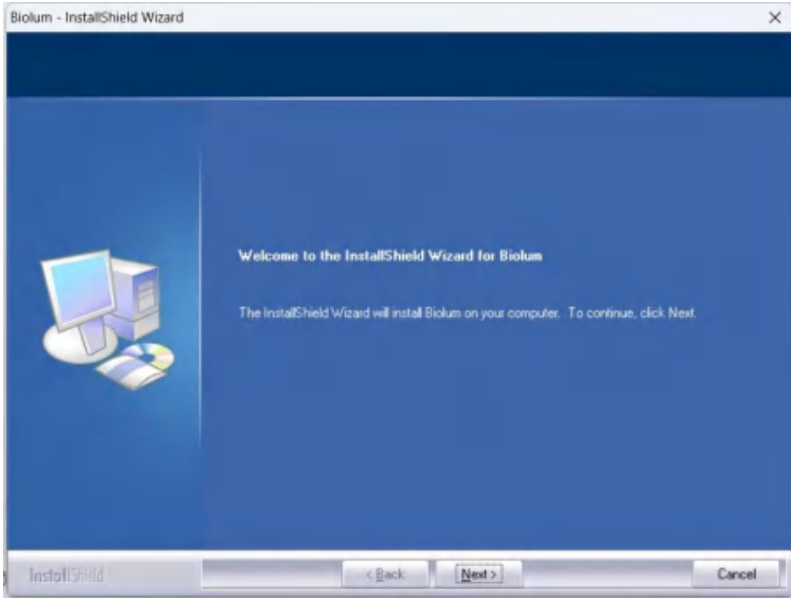 Biolum - InstallShield Wizard
Welcome to the InstallShield Wizard for Biolum
The InstallShield Wizard will install Biolum on your computer. To continue, click Next.
InstallShield
< Back
Next >
Cancel